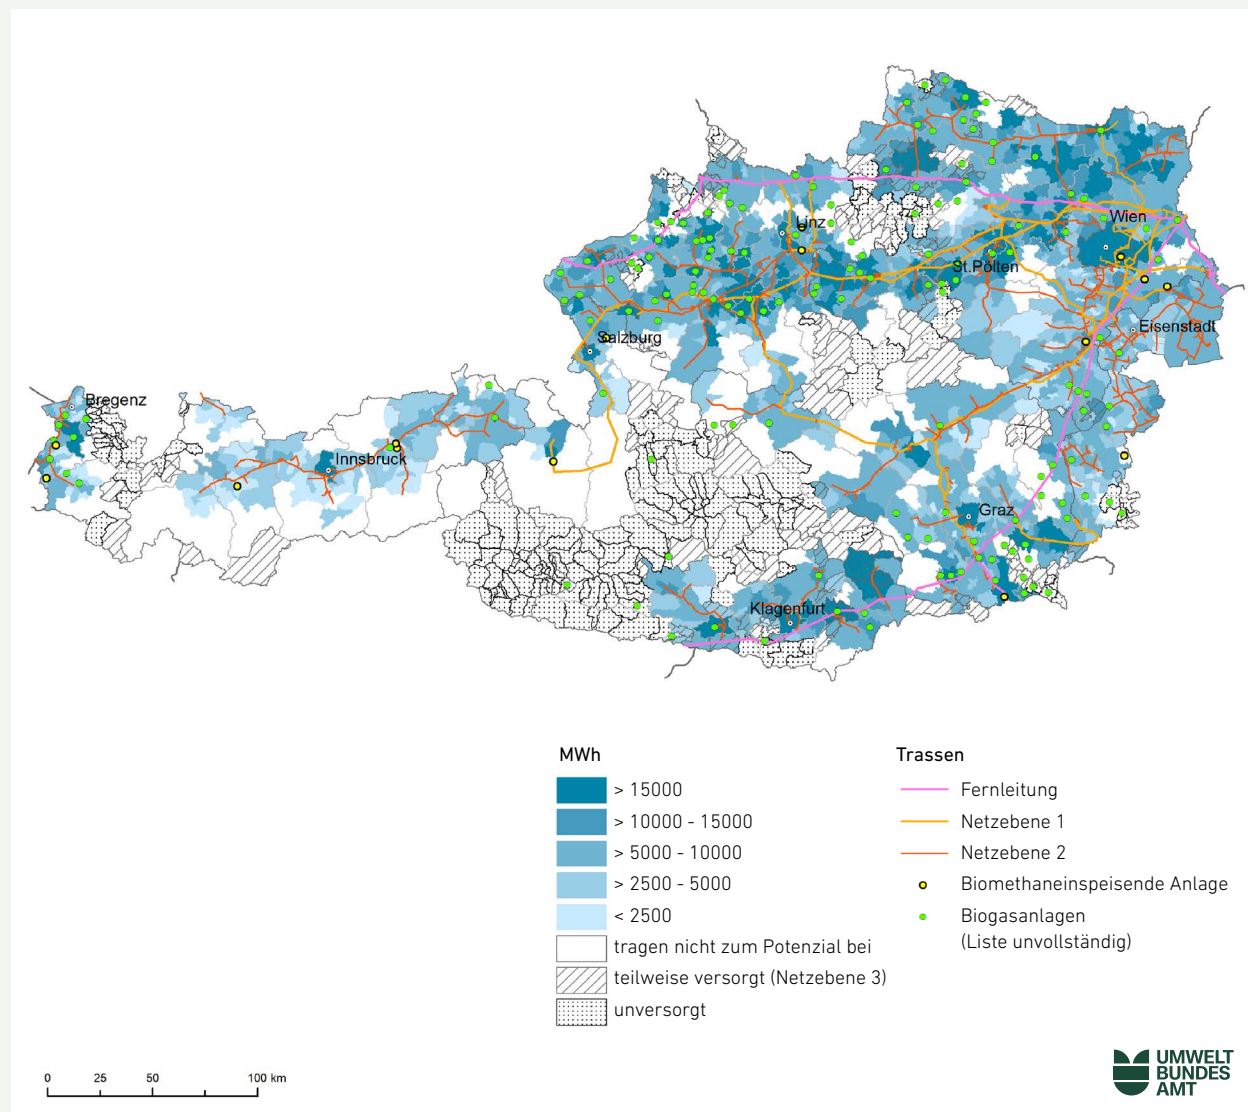 Linz
Wien
St.Pölten
Eisenstadt
Salzburg
Bregenz
Innsbruck
Graz
Klagenfurt
MWh
> 15000
> 10000 - 15000
> 5000 - 10000
> 2500 - 5000
< 2500
tragen nicht zum Potenzial bei
teilweise versorgt (Netzebene 3)
unversorgt
Trassen
Fernleitung
Netzebene 1
Netzebene 2
Biomethaneinspeisende Anlage
Biogasanlagen
(Liste unvollständig)
0 25 50 100 km
UMWELT
BUNDES
AMT